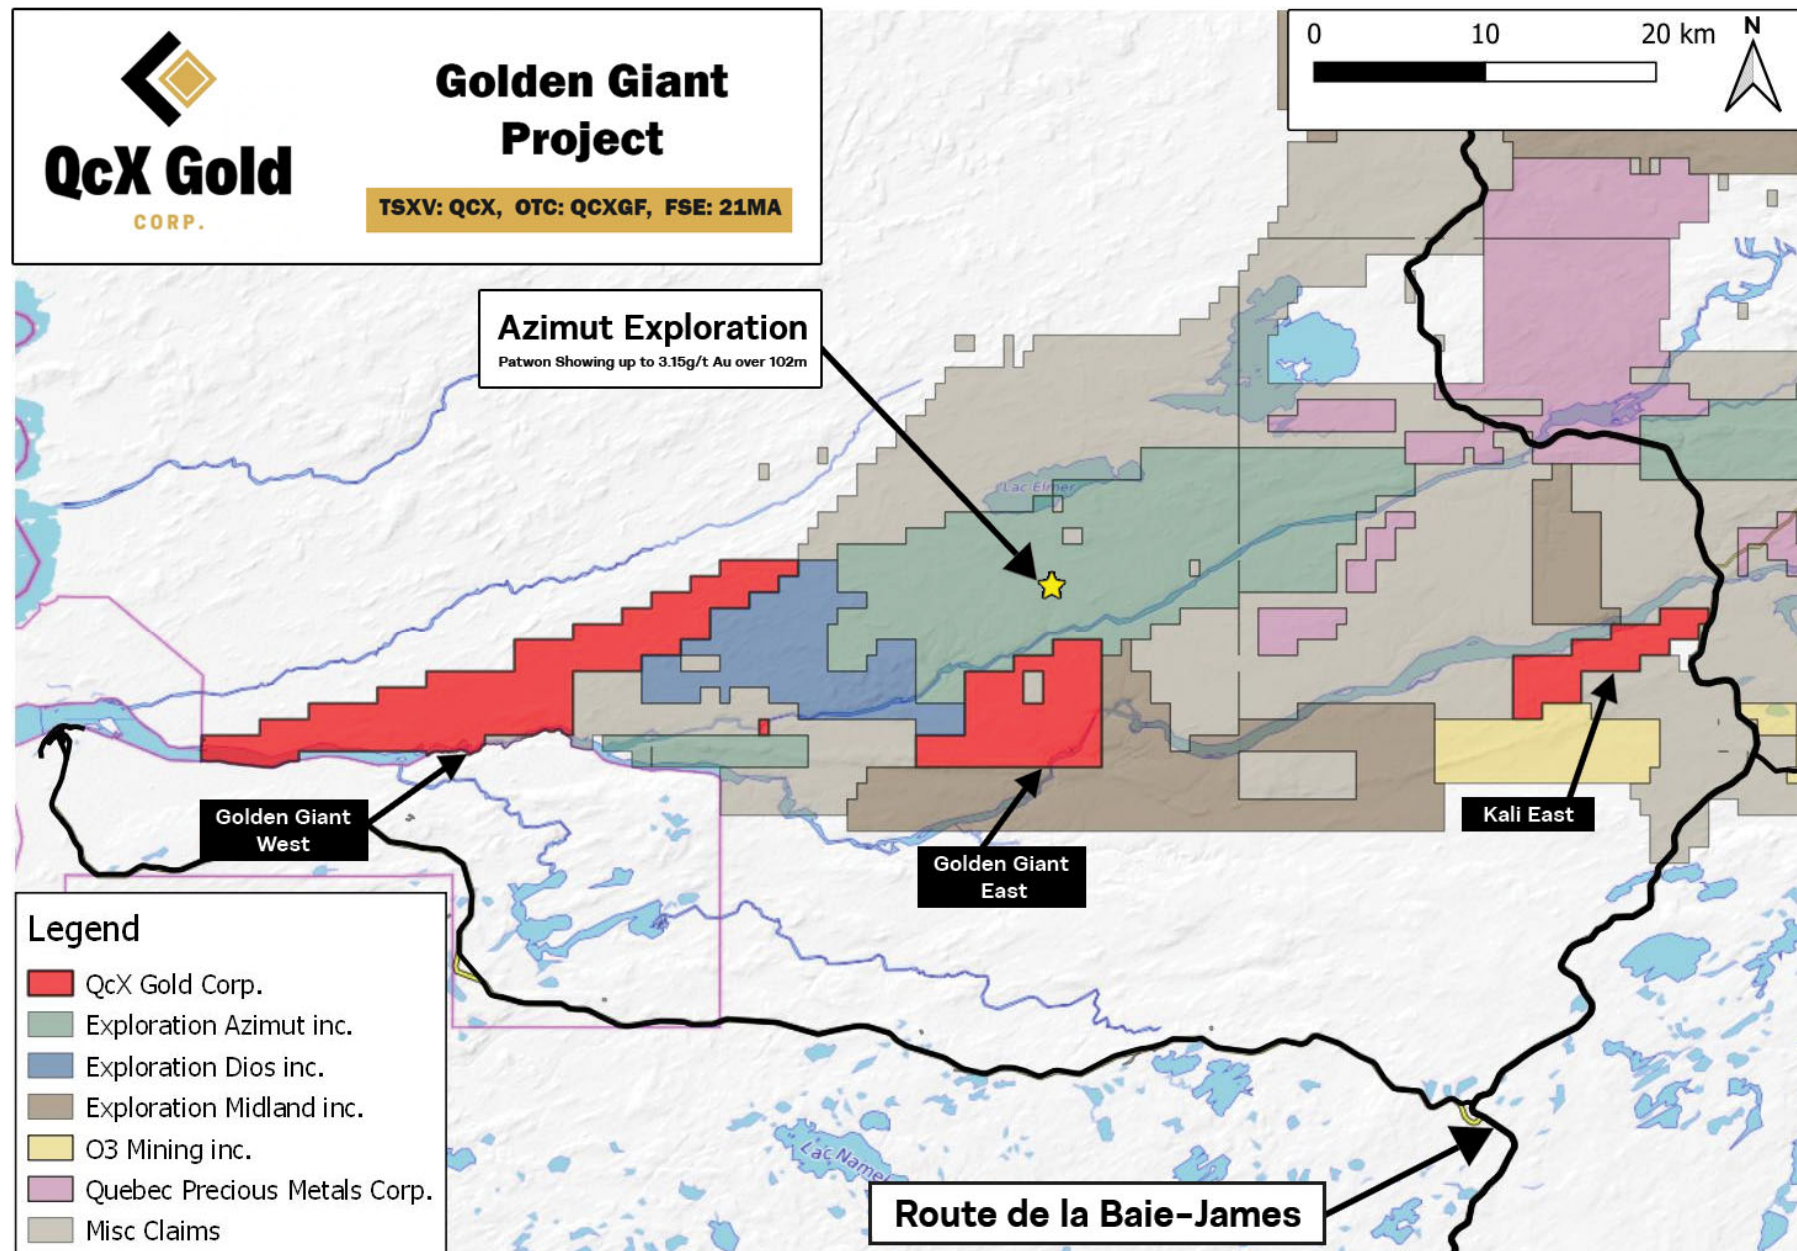 QcX Gold
CORP.
Golden Giant
Project
TSXV: QCX, OTC: QCXGF, FSE: 21MA
0 10 20 km
N
Azimut Exploration
Patwon Showing up to 3.15g/t Au over 102m
Lac Elmer
Golden Giant
West
Golden Giant
East
Kali East
Legend
QcX Gold Corp.
Exploration Azimut inc.
Exploration Dios inc.
Exploration Midland inc.
O3 Mining inc.
Quebec Precious Metals Corp.
Misc Claims
Lac Name
Route de la Baie-James